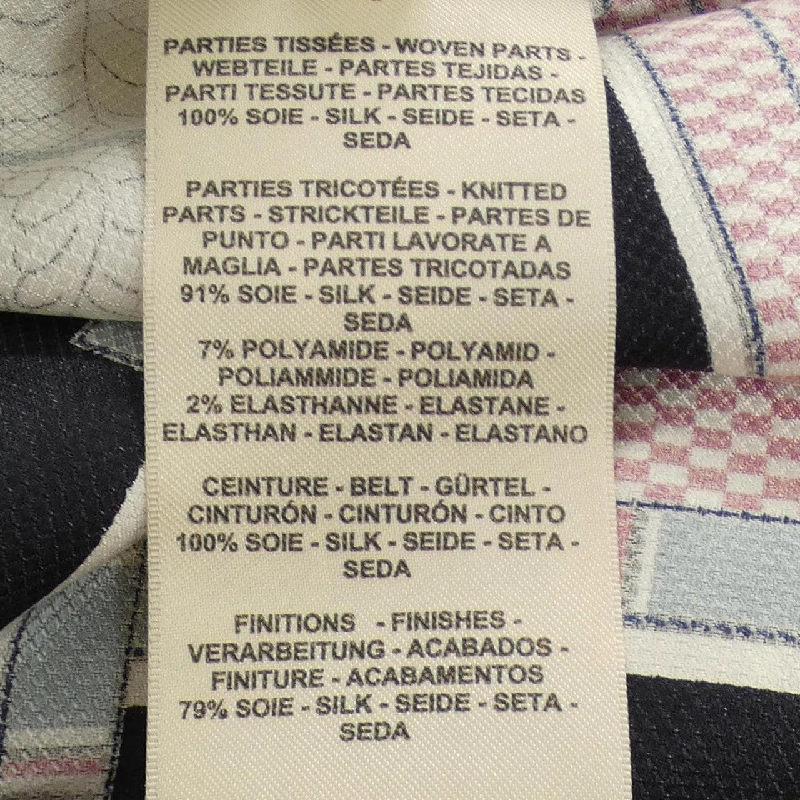 PARTIES TISSÉES - WOVEN PARTS -
WEBTEILE - PARTES TEJIDAS -
PARTI TESSUTE - PARTES TECIDAS
100% SOIE - SILK - SEIDE - SETA -
SEDA
PARTIES TRICOTÉES - KNITTED
PARTS - STRICKTEILE - PARTES DE
PUNTO - PARTI LAVORATE A
MAGLIA - PARTES TRICOTADAS
91% SOIE - SILK - SEIDE - SETA -
SEDA
7% POLYAMIDE - POLYAMID -
POLIAMMIDE - POLIAMIDA
2% ELASTHANNE - ELASTANE -
ELASTHAN - ELASTAN - ELASTANO
CEINTURE - BELT - GÜRTEL -
CINTURÓN - CINTURÓN - CINTO
100% SOIE - SILK - SEIDE - SETA -
SEDA
FINITIONS - FINISHES -
VERARBEITUNG - ACABADOS -
FINITURE - ACABAMENTOS
79% SOIE - SILK - SEIDE - SETA -
SEDA